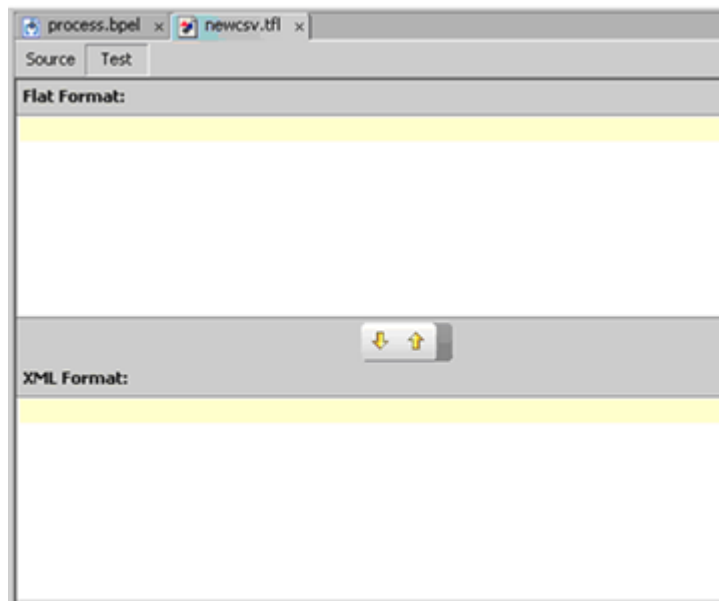 process.bpel x newcsv.tfl x
Source Test
Flat Format:
XML Format: